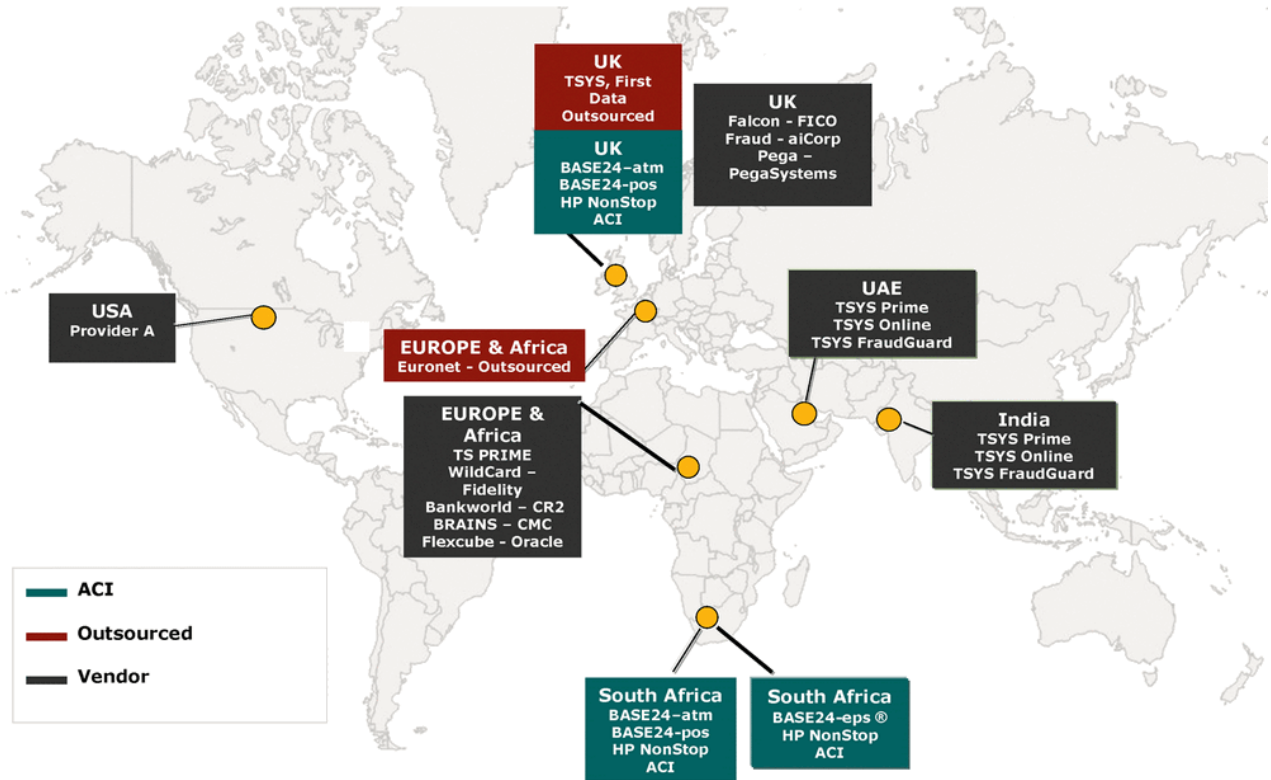 UK
TSYS, First
Data
Outsourced
UK
BASE24–atm
BASE24-pos
HP NonStop
ACI
UK
Falcon - FICO
Fraud - aiCorp
Pega –
PegaSystems
USA
Provider A
EUROPE & Africa
Euronet - Outsourced
UAE
TSYS Prime
TSYS Online
TSYS FraudGuard
EUROPE &
Africa
TS PRIME
WildCard –
Fidelity
Bankworld – CR2
BRAINS – CMC
Flexcube - Oracle
India
TSYS Prime
TSYS Online
TSYS FraudGuard
ACI
Outsourced
Vendor
South Africa
BASE24–atm
BASE24-pos
HP NonStop
ACI
South Africa
BASE24-eps ®
HP NonStop
ACI